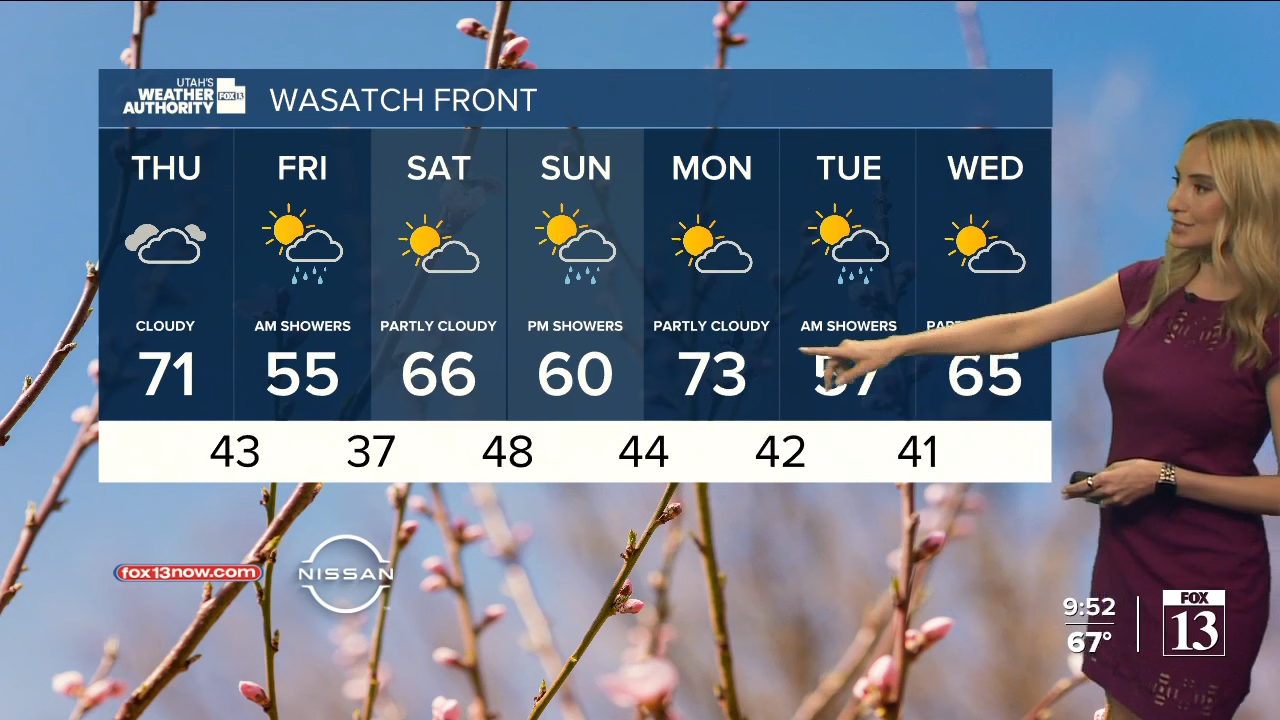 UTAH'S
WEATHER
AUTHORITY
FOX 13
WASATCH FRONT
THU FRI SAT SUN MON TUE WED
CLOUDY AM SHOWERS PARTLY CLOUDY PM SHOWERS PARTLY CLOUDY AM SHOWERS
71 55 66 60 73 57 65
43 37 48 44 42 41
fox13now.com
NISSAN
9:52
67°
FOX
13